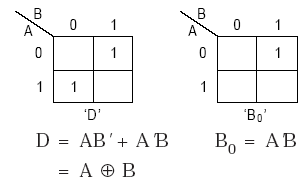 B B
A 0 1 A 0 1
0 1 0 1
1 1 1
'D' 'B₀'
D = AB′ + A′B B₀ = A′B
= A ⊕ B